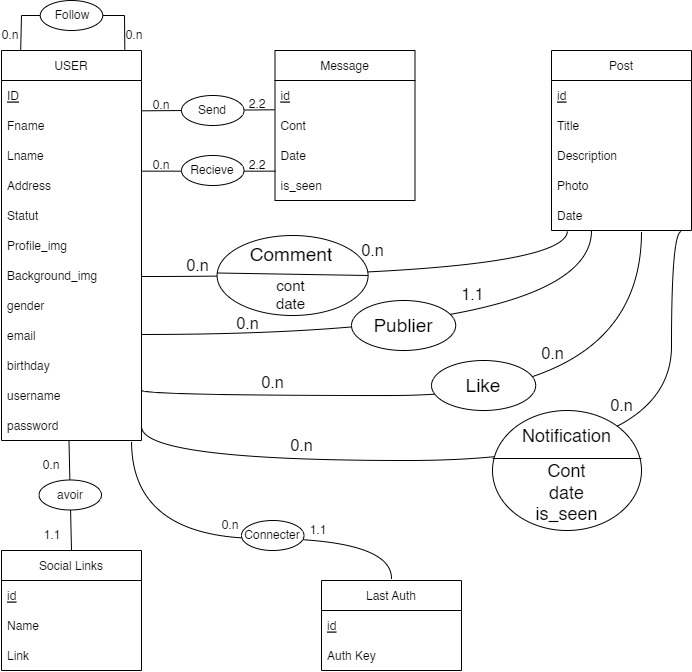 Follow
0.n
0.n
USER
ID
Fname
Lname
Address
Statut
Profile_img
Background_img
gender
email
birthday
username
password
0.n
Send
2.2
0.n
Recieve
2.2
Message
id
Cont
Date
is_seen
Post
id
Title
Description
Photo
Date
0.n
Comment
cont
date
0.n
0.n
Publier
1.1
0.n
Like
0.n
0.n
Notification
Cont
date
is_seen
0.n
0.n
avoir
1.1
Social Links
id
Name
Link
0.n
Connecter
1.1
Last Auth
id
Auth Key